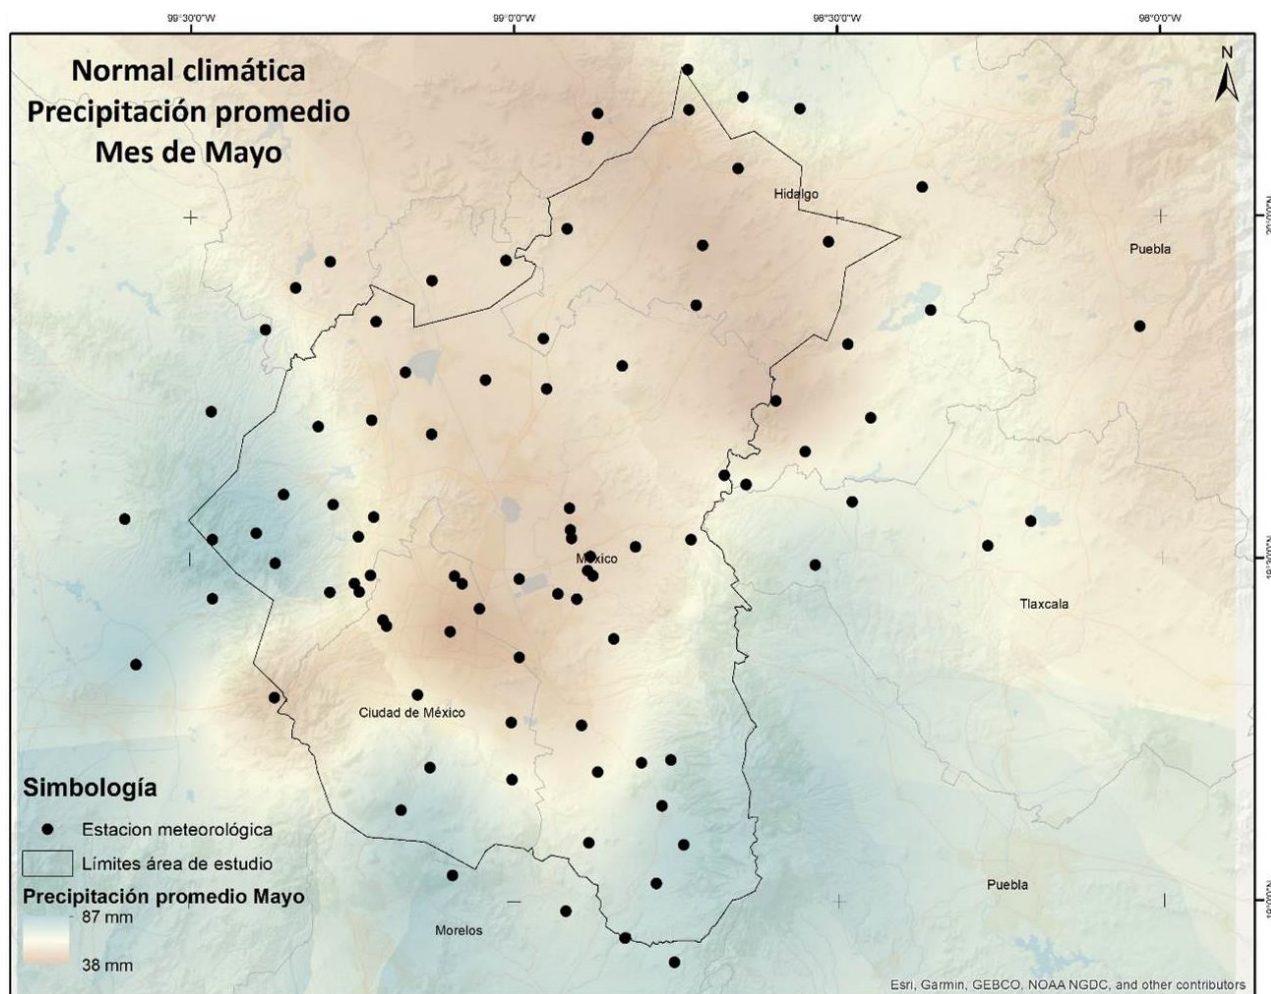 99°30'0"W 99°0'0"W 98°30'0"W 98°0'0"W
Normal climática
Precipitación promedio
Mes de Mayo
N
Hidalgo
Puebla
México
Tlaxcala
Ciudad de México
Puebla
Morelos
Simbología
Estacion meteorológica
Límites área de estudio
Precipitación promedio Mayo
87 mm
38 mm
Esri, Garmin, GEBCO, NOAA NGDC, and other contributors